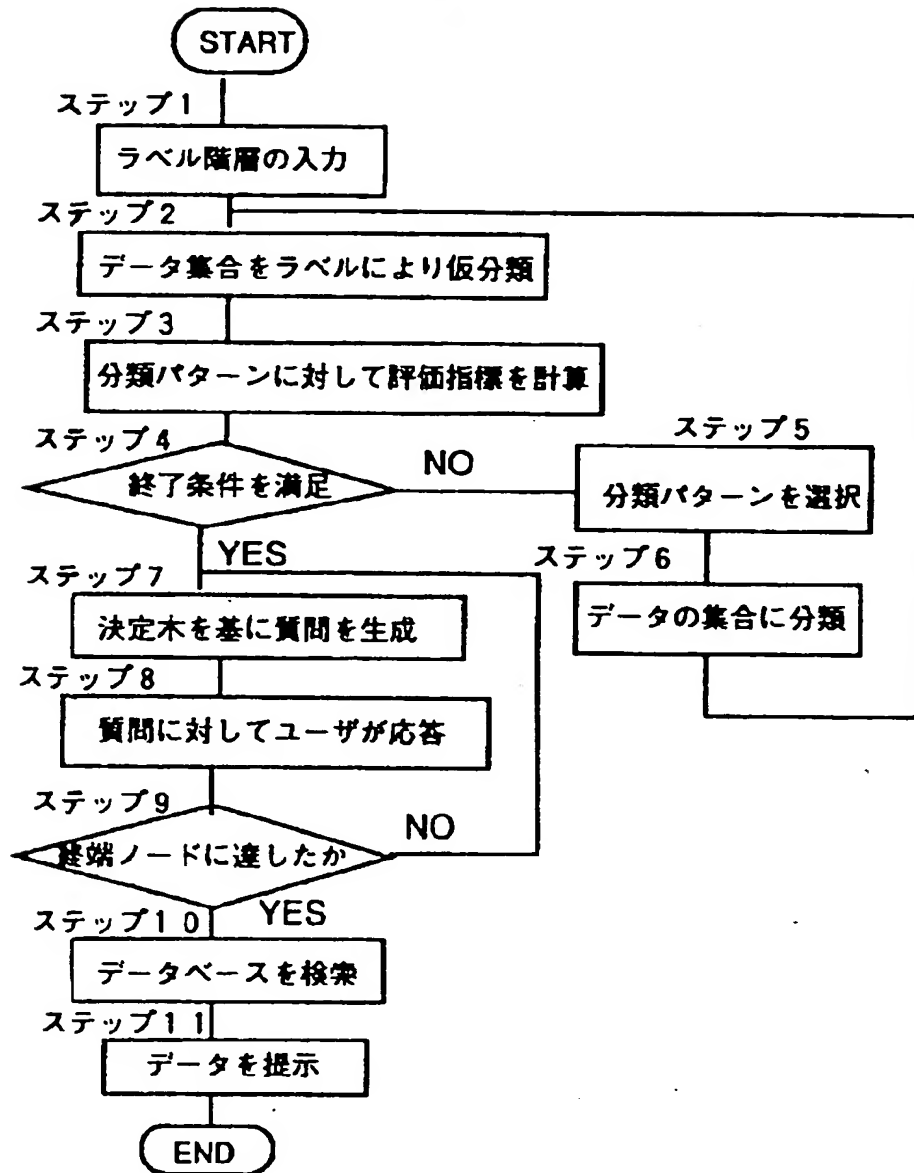 START
ステップ1
ラベル階層の入力
ステップ2
データ集合をラベルにより仮分類
ステップ3
分類パターンに対して評価指標を計算
ステップ4
終了条件を満足
NO
ステップ5
分類パターンを選択
YES
ステップ6
データの集合に分類
ステップ7
決定木を基に質問を生成
ステップ8
質問に対してユーザが応答
ステップ9
終端ノードに達したか
NO
YES
ステップ10
データベースを検索
ステップ11
データを提示
END